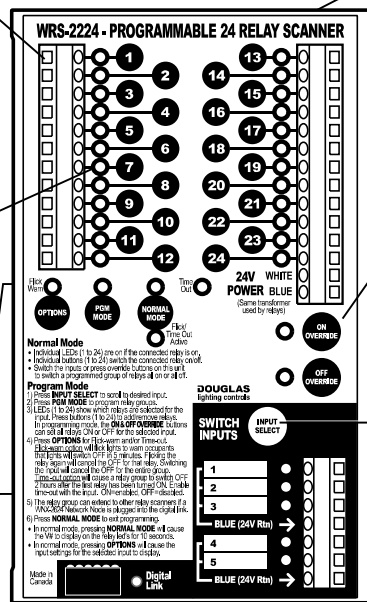 WRS-2224 - PROGRAMMABLE 24 RELAY SCANNER
1
2
3
4
5
6
7
8
9
10
11
12
13
14
15
16
17
18
19
20
21
22
23
24
24V WHITE
POWER BLUE
(Same transformer
used by relays)
Flick
Warn
Time
Out
OPTIONS
PGM
MODE
NORMAL
MODE
Flick/
Time Out
Active
ON
OVERRIDE
OFF
OVERRIDE
Normal Mode
• Individual LEDs (1 to 24) are on if the connected relay is on.
• Individual buttons (1 to 24) switch the connected relay on/off.
• Switch the inputs or press override buttons on this unit
to switch a programmed group of relays all on or all off.
Program Mode
1) Press INPUT SELECT to scroll to desired input.
2) Press PGM MODE to program relay groups.
3) LEDs (1 to 24) show which relays are selected for the
input. Press buttons (1 to 24) to add/remove relays.
In programming mode, the ON & OFF OVERRIDE buttons
can set all relays ON or OFF for the selected input.
4) Press OPTIONS for Flick-warn and/or Time-out.
Flick-warn option will flick lights to warn occupants
that lights will switch OFF in 5 minutes. Flicking the
relay again will cancel the OFF for that relay. Switching
the input will cancel the OFF for the entire group.
Time-out option will cause a relay group to switch OFF
2 hours after the first relay has been turned ON. Enable
time-out with the input. ON=enabled, OFF=disabled.
5) The relay group can extend to other relay scanners if a
WNX-2624 Network Node is plugged into the digital link.
6) Press NORMAL MODE to exit programming.
• In normal mode, pressing NORMAL MODE will cause
the V# to display on the relay led's for 10 seconds.
• In normal mode, pressing OPTIONS will cause the
input settings for the selected input to display.
DOUGLAS
lighting controls
SWITCH
INPUTS
INPUT
SELECT
1
2
3
BLUE (24V Rtn)
4
5
BLUE (24V Rtn)
Made in
Canada
Digital
Link